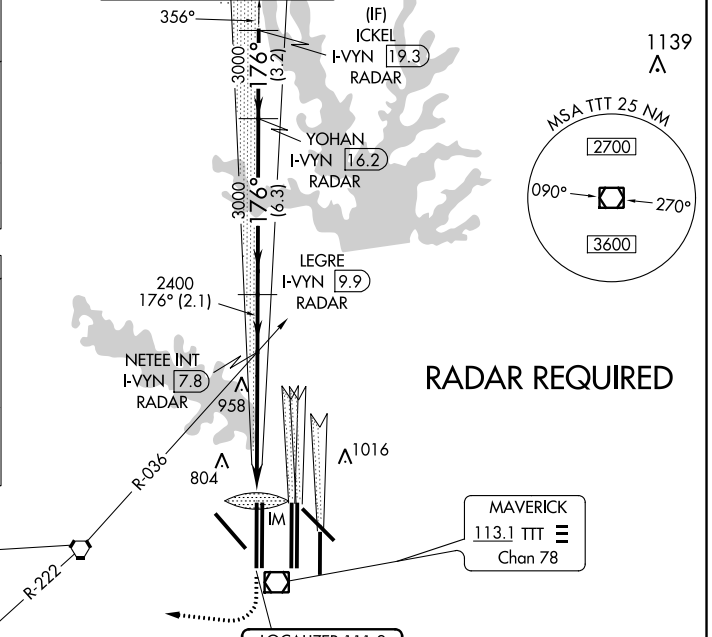 356°
(IF)
ICKEL
I-VYN 19.3
RADAR
1139
3000
176°
(3.2)
MSA TTT 25 NM
2700
090°
270°
3600
YOHAN
I-VYN 16.2
RADAR
3000
176°
(6.3)
LEGRE
I-VYN 9.9
RADAR
2400
176° (2.1)
NETEE INT
I-VYN 7.8
RADAR
958
RADAR REQUIRED
1016
804
R-036
IM
MAVERICK
113.1 TTT
Chan 78
R-222